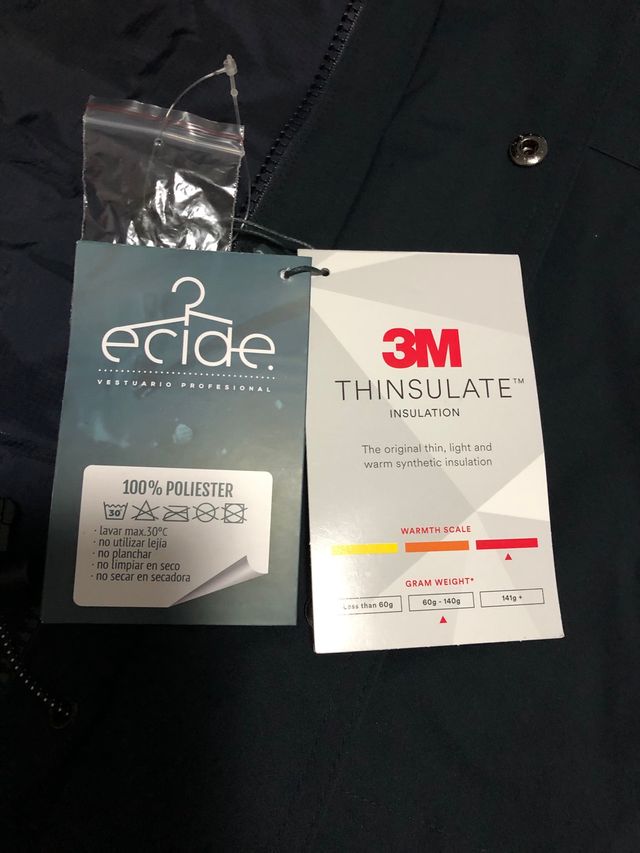 ecide.
VESTUARIO PROFESIONAL
100% POLIESTER
30
· lavar max.30ºC
· no utilizar lejía
· no planchar
· no limpiar en seco
· no secar en secadora
3M
THINSULATE™
INSULATION
The original thin, light and
warm synthetic insulation
WARMTH SCALE
GRAM WEIGHT*
Less than 60g 60g - 140g 141g +